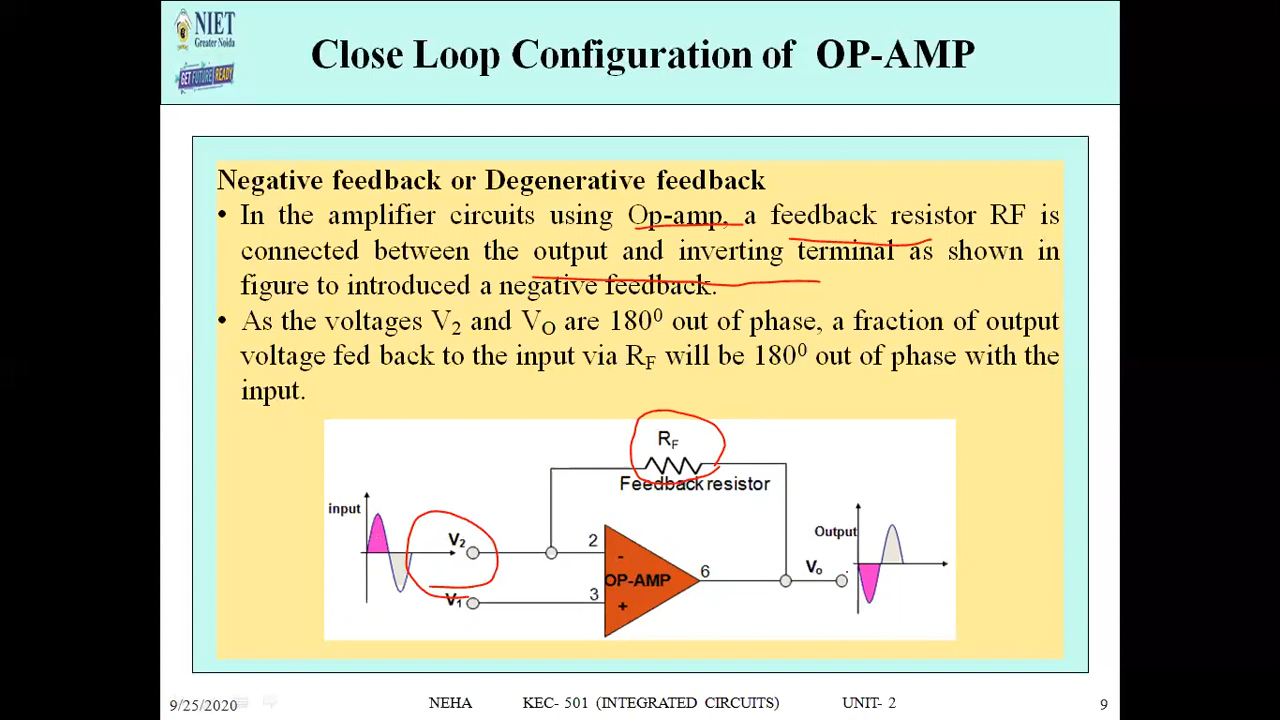 NIET
Greater Noida
GET FUTURE READY
Close Loop Configuration of OP-AMP
Negative feedback or Degenerative feedback
• In the amplifier circuits using Op-amp, a feedback resistor RF is
connected between the output and inverting terminal as shown in
figure to introduced a negative feedback.
• As the voltages V2 and VO are 180⁰ out of phase, a fraction of output
voltage fed back to the input via RF will be 180⁰ out of phase with the
input.
RF
Feedback resistor
input
Output
V2
2
-
Vo
OP-AMP
6
V1
3
+
9/25/2020
NEHA KEC- 501 (INTEGRATED CIRCUITS) UNIT- 2
9